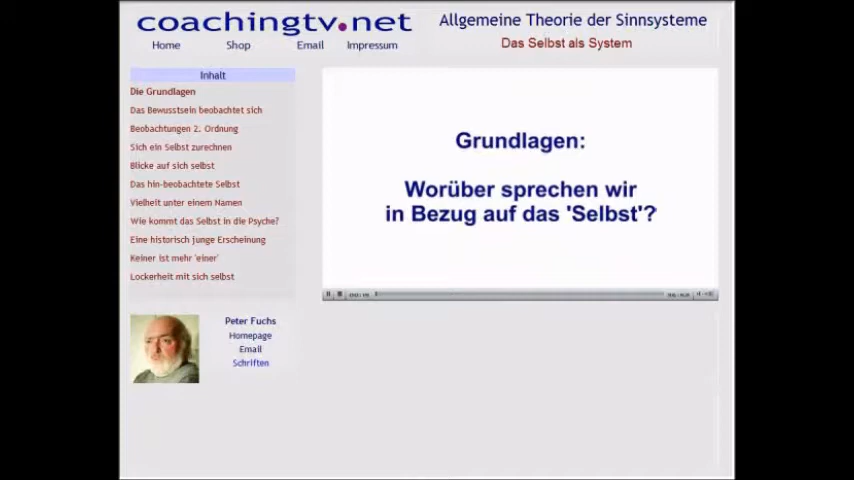 coachingtv.net
Allgemeine Theorie der Sinnsysteme
Home Shop Email Impressum
Das Selbst als System
Inhalt
Die Grundlagen
Das Bewusstsein beobachtet sich
Beobachtungen 2. Ordnung
Sich ein Selbst zurechnen
Blicke auf sich selbst
Das hin-beobachtete Selbst
Vielheit unter einem Namen
Wie kommt das Selbst in die Psyche?
Eine historisch junge Erscheinung
Keiner ist mehr 'einer'
Lockerheit mit sich selbst
Grundlagen:
Worüber sprechen wir
in Bezug auf das 'Selbst'?
Peter Fuchs
Homepage
Email
Schriften